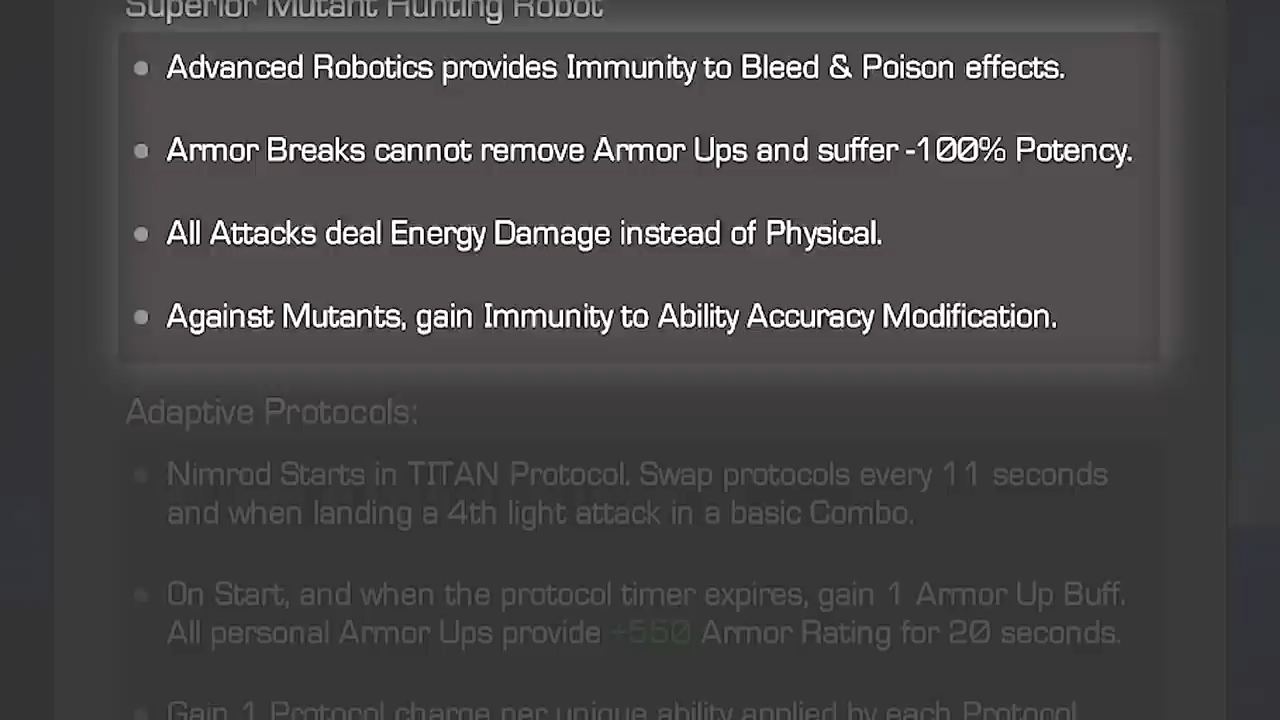 Superior Mutant Hunting Robot
Advanced Robotics provides Immunity to Bleed & Poison effects.
Armor Breaks cannot remove Armor Ups and suffer -100% Potency.
All Attacks deal Energy Damage instead of Physical.
Against Mutants, gain Immunity to Ability Accuracy Modification.
Adaptive Protocols:
Nimrod Starts in TITAN Protocol. Swap protocols every 11 seconds
and when landing a 4th light attack in a basic Combo.
On Start, and when the protocol timer expires, gain 1 Armor Up Buff.
All personal Armor Ups provide +550 Armor Rating for 20 seconds.
Gain 1 Protocol charge per unique ability applied by each Protocol